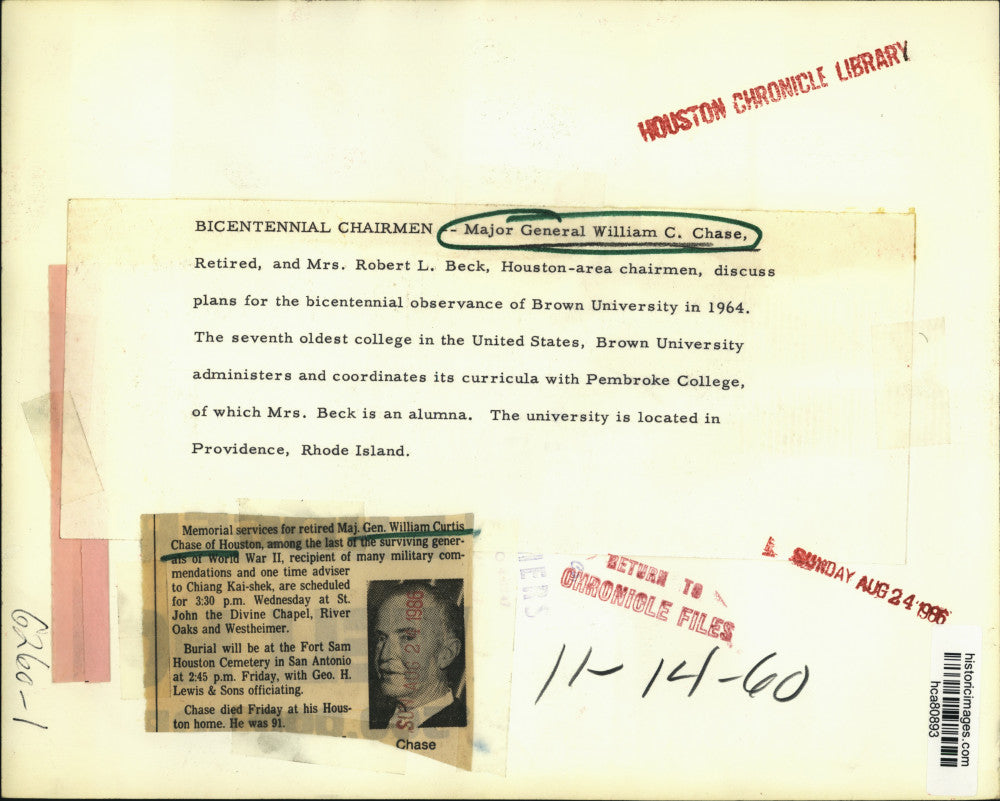 HOUSTON CHRONICLE LIBRARY
BICENTENNIAL CHAIRMEN -- Major General William C. Chase,
Retired, and Mrs. Robert L. Beck, Houston-area chairmen, discuss
plans for the bicentennial observance of Brown University in 1964.
The seventh oldest college in the United States, Brown University
administers and coordinates its curricula with Pembroke College,
of which Mrs. Beck is an alumna. The university is located in
Providence, Rhode Island.
Memorial services for retired Maj. Gen. William Curtis
Chase of Houston, among the last of the surviving gener-
als of World War II, recipient of many military com-
mendations and one time adviser
to Chiang Kai-shek, are scheduled
for 3:30 p.m. Wednesday at St.
John the Divine Chapel, River
Oaks and Westheimer.
Burial will be at the Fort Sam
Houston Cemetery in San Antonio
at 2:45 p.m. Friday, with Geo. H.
Lewis & Sons officiating.
Chase died Friday at his Hous-
ton home. He was 91.
Chase
RETURN TO
CHRONICLE FILES
SUNDAY AUG 24 1986
11-14-60
6260-1
historicimages.com
hca80893